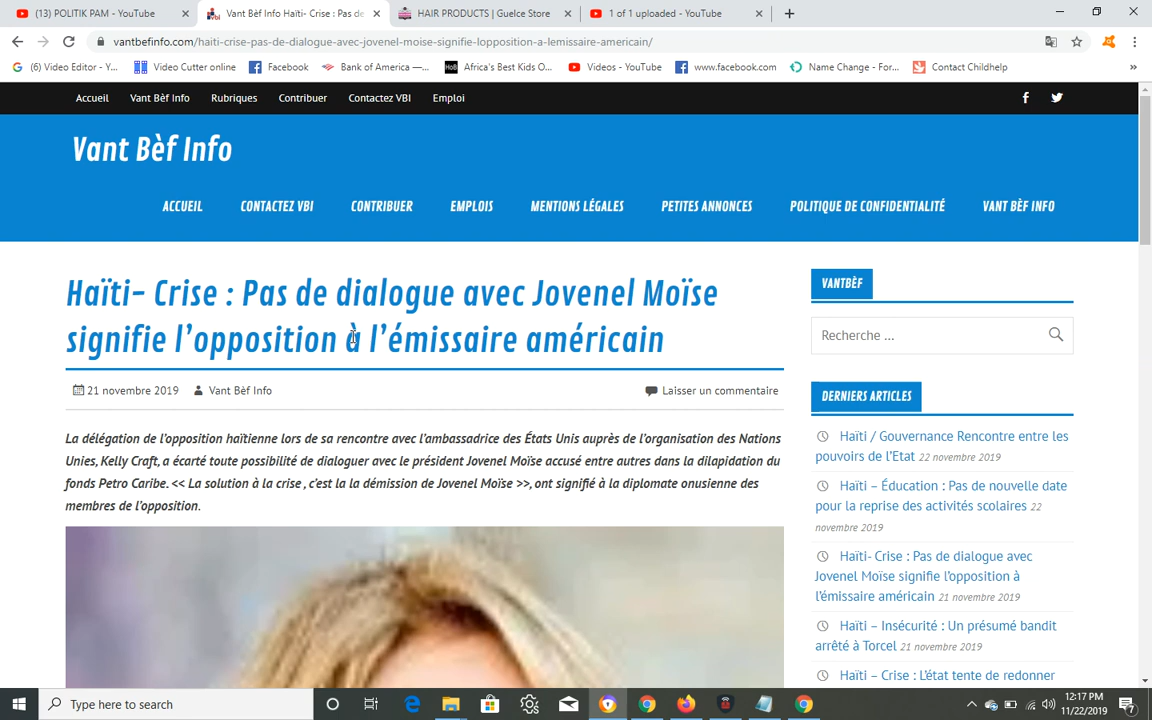 (13) POLITIK PAM - YouTube
Vant Bèf Info Haïti- Crise : Pas de
HAIR PRODUCTS | Guelce Store
1 of 1 uploaded - YouTube
vantbefinfo.com/haiti-crise-pas-de-dialogue-avec-jovenel-moise-signifie-lopposition-a-lemissaire-americain/
(6) Video Editor - Y...
Video Cutter online
Facebook
Bank of America —...
Africa's Best Kids O...
Videos - YouTube
www.facebook.com
Name Change - For...
Contact Childhelp
Accueil
Vant Bèf Info
Rubriques
Contribuer
Contactez VBI
Emploi
Vant Bèf Info
ACCUEIL
CONTACTEZ VBI
CONTRIBUER
EMPLOIS
MENTIONS LÉGALES
PETITES ANNONCES
POLITIQUE DE CONFIDENTIALITÉ
VANT BÈF INFO
Haïti- Crise : Pas de dialogue avec Jovenel Moïse
signifie l'opposition à l'émissaire américain
21 novembre 2019
Vant Bèf Info
Laisser un commentaire
La délégation de l'opposition haïtienne lors de sa rencontre avec l'ambassadrice des États Unis auprès de l'organisation des Nations
Unies, Kelly Craft, a écarté toute possibilité de dialoguer avec le président Jovenel Moïse accusé entre autres dans la dilapidation du
fonds Petro Caribe. << La solution à la crise , c'est la la démission de Jovenel Moïse >>, ont signifié à la diplomate onusienne des
membres de l'opposition.
VANTBÈF
Recherche …
DERNIERS ARTICLES
Haïti / Gouvernance Rencontre entre les
pouvoirs de l'Etat 22 novembre 2019
Haïti – Éducation : Pas de nouvelle date
pour la reprise des activités scolaires 22
novembre 2019
Haïti- Crise : Pas de dialogue avec
Jovenel Moïse signifie l'opposition à
l'émissaire américain 21 novembre 2019
Haïti – Insécurité : Un présumé bandit
arrêté à Torcel 21 novembre 2019
Haïti – Crise : L'état tente de redonner
Type here to search
12:17 PM
11/22/2019
7